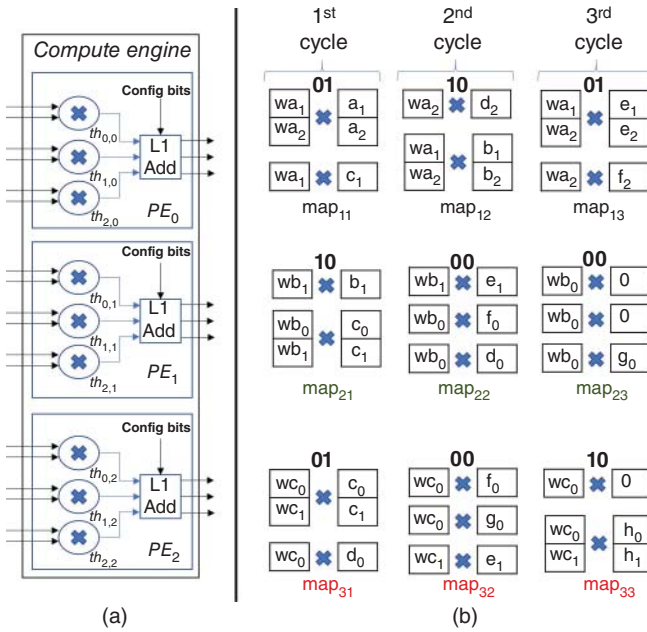 Compute engine
Config bits
th0,0
th1,0
th2,0
L1
Add
PE0
Config bits
th0,1
th1,1
th2,1
L1
Add
PE1
Config bits
th0,2
th1,2
th2,2
L1
Add
PE2
(a)
1st 2nd 3rd
cycle cycle cycle
01 10 01
wa1 a1 wa2 d2 wa1 e1
wa2 a2 wa1 b1 wa2 e2
wa1 c1 wa2 b2 wa2 f2
map11 map12 map13
10 00 00
wb1 b1 wb1 e1 wb0 0
wb0 c0 wb0 f0 wb0 0
wb1 c1 wb0 d0 wb0 g0
map21 map22 map23
01 00 10
wc0 c0 wc0 f0 wc0 0
wc1 c1 wc0 g0 wc0 h0
wc0 d0 wc1 e1 wc1 h1
map31 map32 map33
(b)